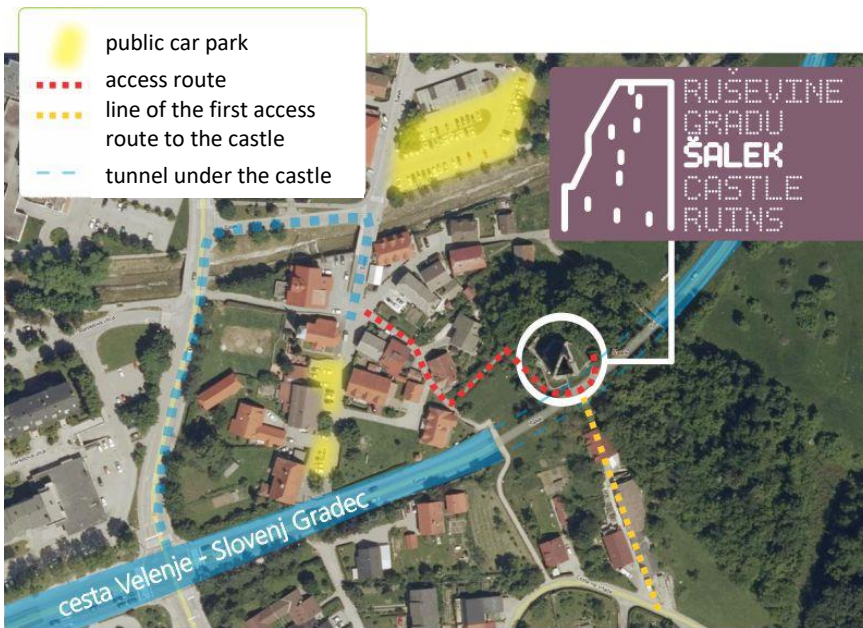 public car park
access route
line of the first access
route to the castle
tunnel under the castle
RUŠEVINE
GRADU
ŠALEK
CASTLE
RUINS
cesta Velenje - Slovenj Gradec